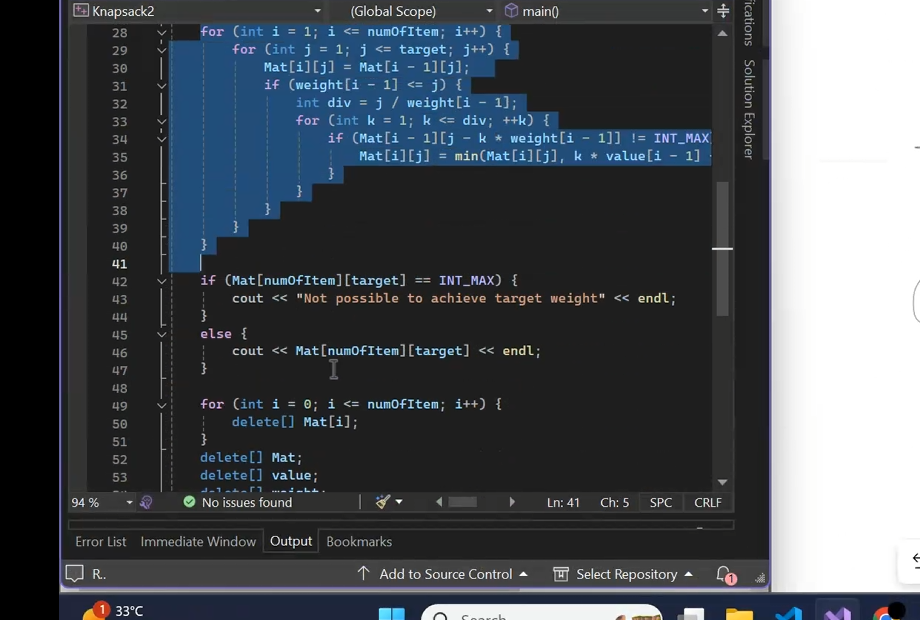 Knapsack2 (Global Scope) main()
28 for (int i = 1; i <= numOfItem; i++) {
29 for (int j = 1; j <= target; j++) {
30 Mat[i][j] = Mat[i - 1][j];
31 if (weight[i - 1] <= j) {
32 int div = j / weight[i - 1];
33 for (int k = 1; k <= div; ++k) {
34 if (Mat[i - 1][j - k * weight[i - 1]] != INT_MAX
35 Mat[i][j] = min(Mat[i][j], k * value[i - 1]
36 }
37 }
38 }
39 }
40 }
41
42 if (Mat[numOfItem][target] == INT_MAX) {
43 cout << "Not possible to achieve target weight" << endl;
44 }
45 else {
46 cout << Mat[numOfItem][target] << endl;
47 }
48
49 for (int i = 0; i <= numOfItem; i++) {
50 delete[] Mat[i];
51 }
52 delete[] Mat;
53 delete[] value;
delete[] weight;
Solution Explorer
94 % No issues found Ln: 41 Ch: 5 SPC CRLF
Error List Immediate Window Output Bookmarks
R.. Add to Source Control Select Repository 1
1 33°C Search